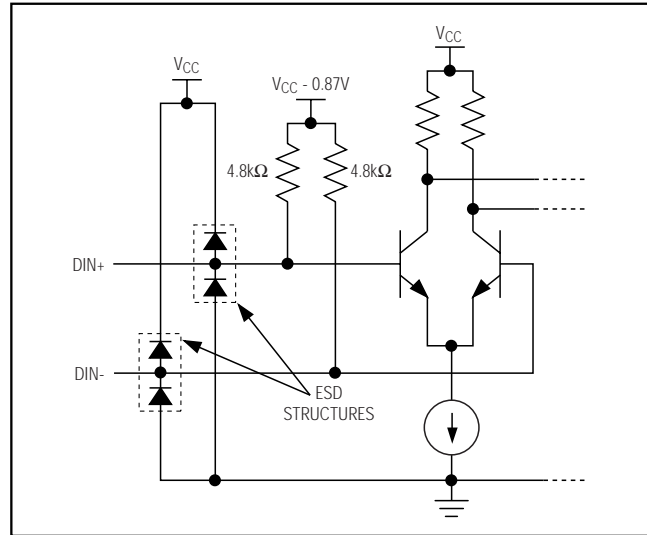 VCC
VCC
VCC - 0.87V
4.8kΩ
4.8kΩ
DIN+
DIN-
ESD
STRUCTURES